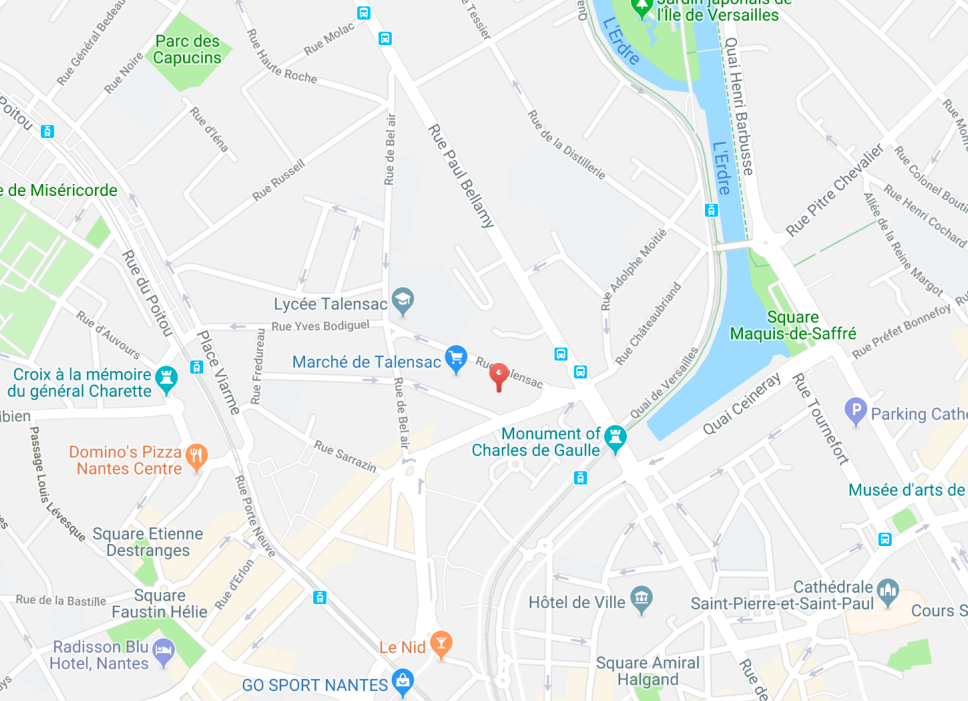 Jardin japonais de
l'Île de Versailles
L'Erdre
Rue Général Bedeau
Parc des
Capucins
Rue Molac
Rue Haute Roche
Rue Noire
Poitou
Rue d'Iéna
Rue de Bel air
Rue Paul Bellamy
Rue de la Distillerie
Quai Henri Barbusse
L'Erdre
Rue Pitre Chevalier
Rue Russeil
e de Miséricorde
Rue Henri Cochard
Allée de la Reine Margot
Rue du Poitou
Rue Adolphe Moitié
Rue Châteaubriand
Lycée Talensac
Rue Yves Bodiguel
Rue d'Auvours
Place Viarme
Rue Fredureau
Marché de Talensac
Square
Maquis-de-Saffré
Rue Préfet Bonnefoy
Croix à la mémoire
du général Charette
Rue de Bel air
Quai de Versailles
Quai Ceineray
Rue Tournefort
Parking Cathé
Monument of
Charles de Gaulle
Passage Louis Lévesque
Domino's Pizza
Nantes Centre
Rue Sarrazin
Rue Porte Neuve
Musée d'arts de
Square Etienne
Destranges
Rue d'Erlon
Rue de la Bastille
Square
Faustin Hélie
Hôtel de Ville
Cathédrale
Saint-Pierre-et-Saint-Paul
Cours S
Radisson Blu
Hotel, Nantes
Le Nid
Square Amiral
Halgand
GO SPORT NANTES
Rue de